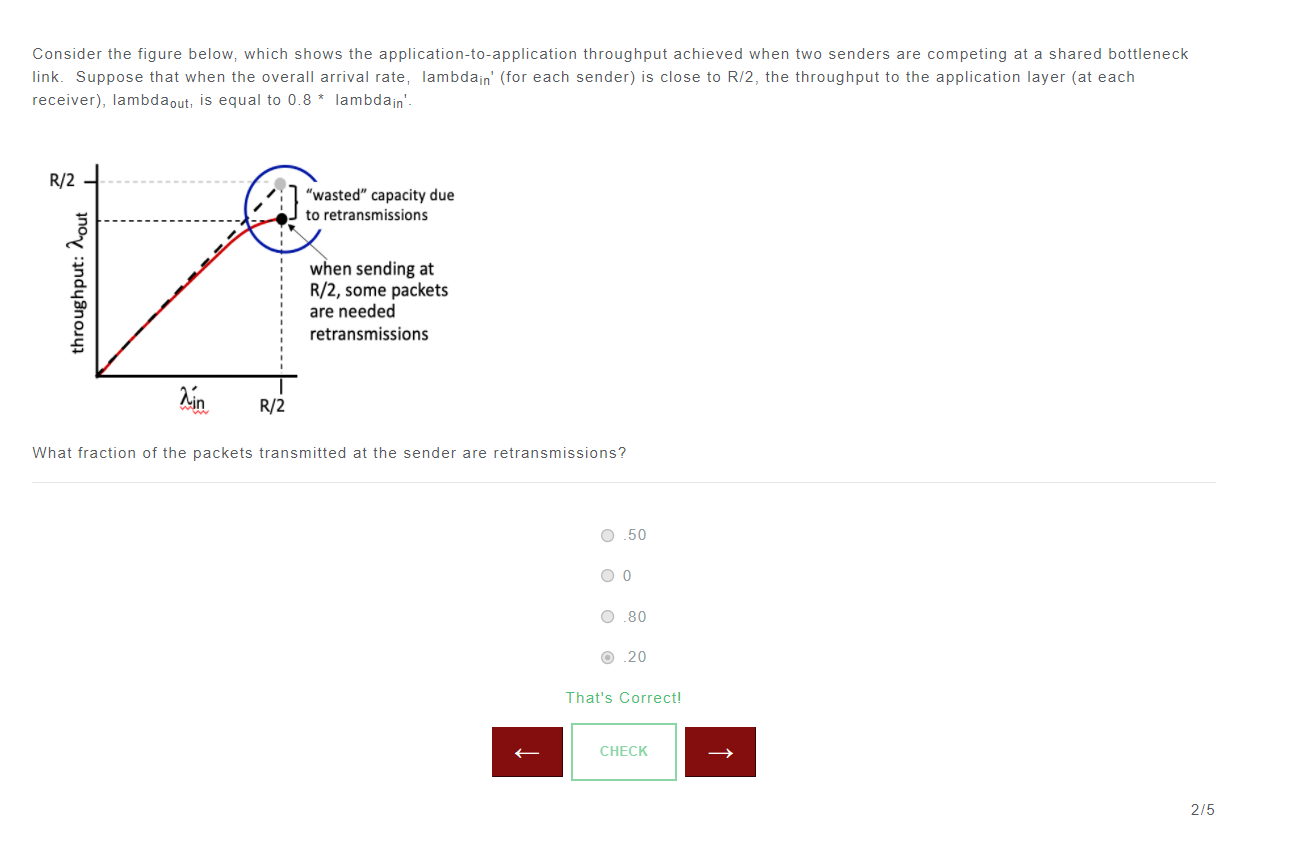 Consider the figure below, which shows the application-to-application throughput achieved when two senders are competing at a shared bottleneck
link.  Suppose that when the overall arrival rate,  lambdain' (for each sender) is close to R/2, the throughput to the application layer (at each
receiver), lambdaout, is equal to 0.8 *  lambdain'.
R/2
"wasted" capacity due
to retransmissions
throughput: λout
when sending at
R/2, some packets
are needed
retransmissions
λ'in
R/2
What fraction of the packets transmitted at the sender are retransmissions?
.50
0
.80
.20
That's Correct!
← CHECK →
2/5